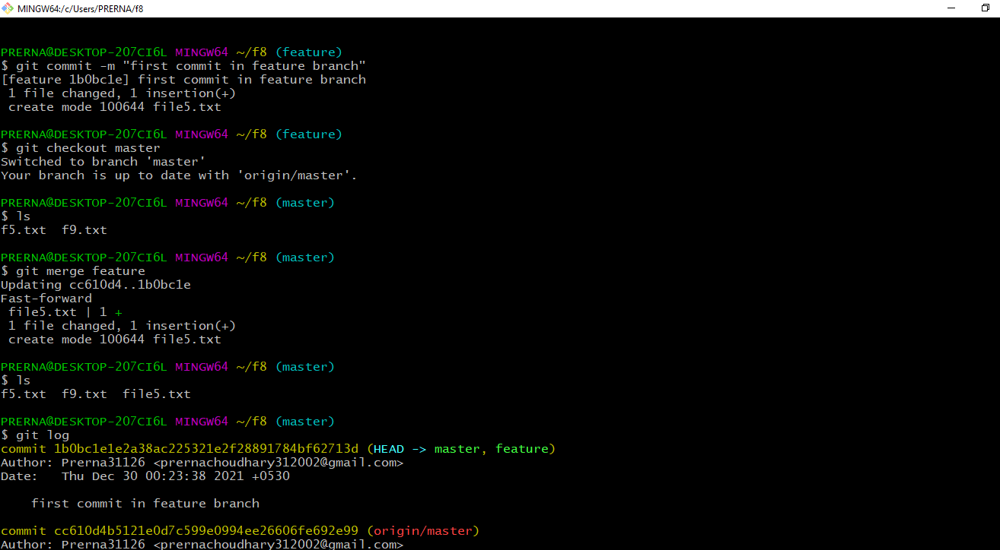 MINGW64:/c/Users/PRERNA/f8
PRERNA@DESKTOP-207CI6L MINGW64 ~/f8 (feature)
$ git commit -m "first commit in feature branch"
[feature 1b0bc1e] first commit in feature branch
 1 file changed, 1 insertion(+)
 create mode 100644 file5.txt
PRERNA@DESKTOP-207CI6L MINGW64 ~/f8 (feature)
$ git checkout master
Switched to branch 'master'
Your branch is up to date with 'origin/master'.
PRERNA@DESKTOP-207CI6L MINGW64 ~/f8 (master)
$ ls
f5.txt  f9.txt
PRERNA@DESKTOP-207CI6L MINGW64 ~/f8 (master)
$ git merge feature
Updating cc610d4..1b0bc1e
Fast-forward
 file5.txt | 1 +
 1 file changed, 1 insertion(+)
 create mode 100644 file5.txt
PRERNA@DESKTOP-207CI6L MINGW64 ~/f8 (master)
$ ls
f5.txt  f9.txt  file5.txt
PRERNA@DESKTOP-207CI6L MINGW64 ~/f8 (master)
$ git log
commit 1b0bc1e1e2a38ac225321e2f28891784bf62713d (HEAD -> master, feature)
Author: Prerna31126 <prernachoudhary312002@gmail.com>
Date:   Thu Dec 30 00:23:38 2021 +0530
    first commit in feature branch
commit cc610d4b5121e0d7c599e0994ee26606fe692e99 (origin/master)
Author: Prerna31126 <prernachoudhary312002@gmail.com>